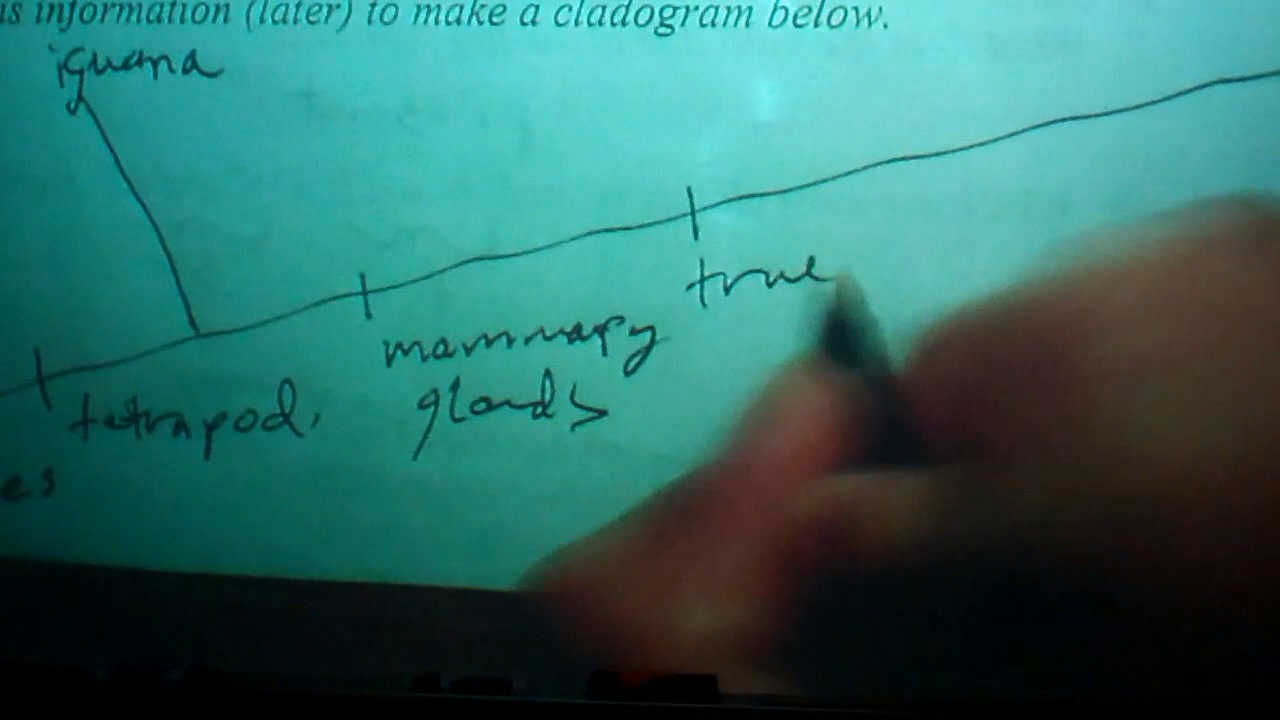 is information (later) to make a cladogram below.
iguana
true
mammary
glands
tetrapod,
es